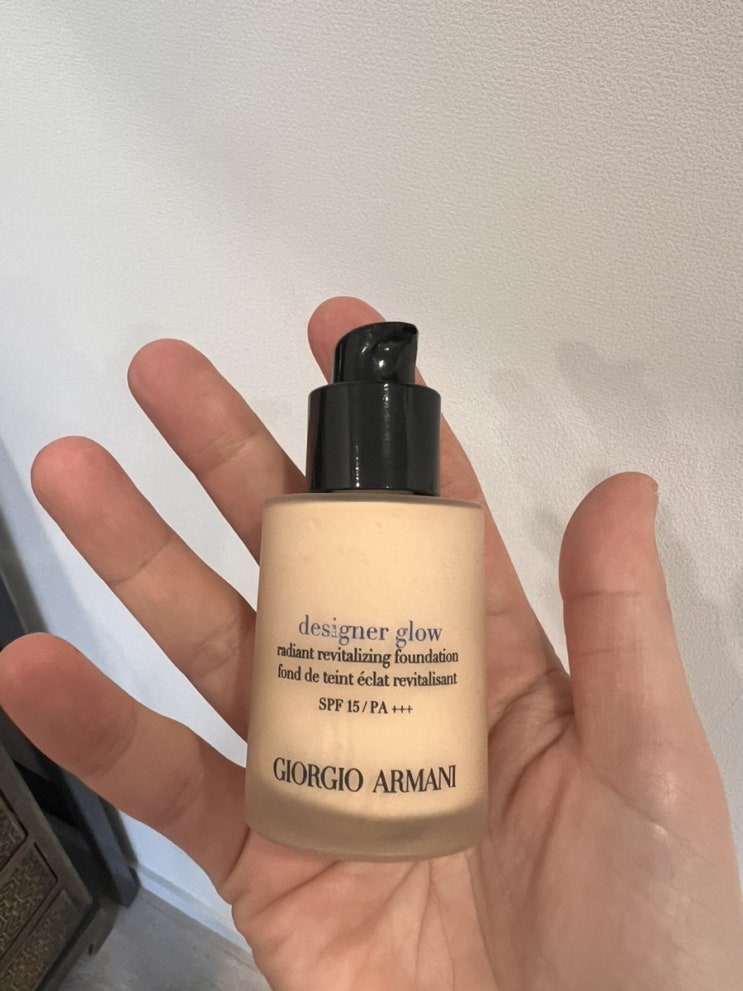 designer glow
radiant revitalizing foundation
fond de teint éclat revitalisant
SPF 15 / PA +++
GIORGIO ARMANI